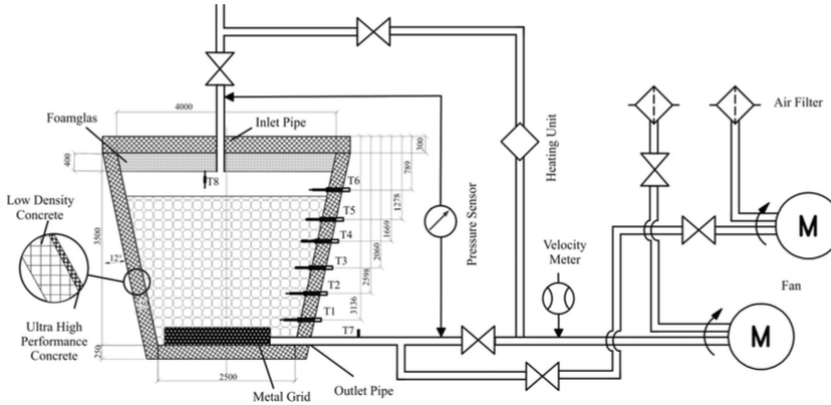 4000
Foamglas
Inlet Pipe
Air Filter
300
400
789
T8
T6
Heating Unit
1278
Low Density
Concrete
T5
1669
T4
Pressure Sensor
2060
M
3500
Velocity
Meter
12°
T3
2598
T2
3136
Fan
T1
T7
Ultra High
Performance
Concrete
M
250
2500
Outlet Pipe
Metal Grid